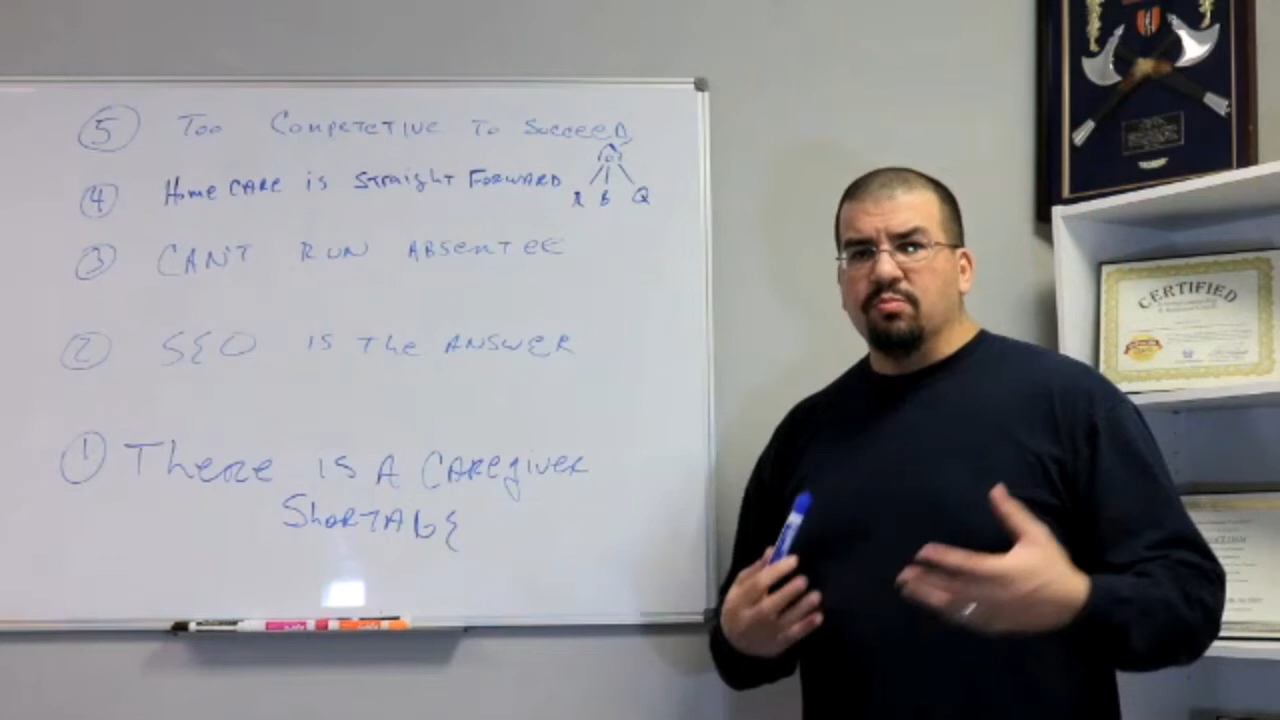 5 Too Competetive To Succeed
4 Home Care is Straight Forward
R B Q
3 Can't Run Absentee
2 SEO is the Answer
1 There is a Caregiver
Shortage
CERTIFIED